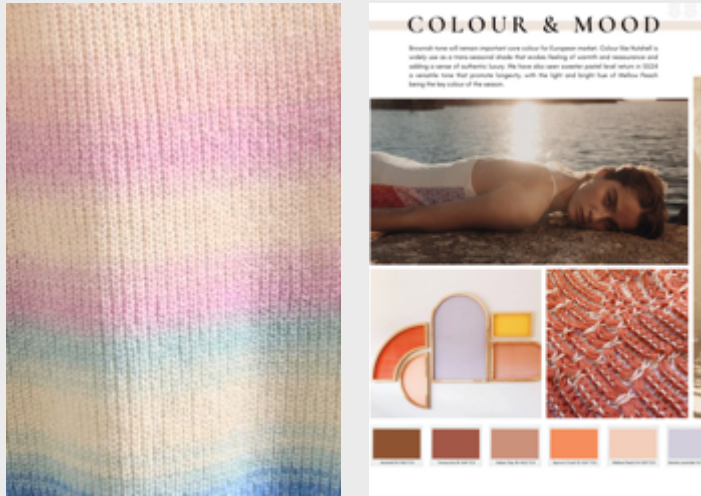 COLOUR & MOOD
Brownish tone will remain important core colour for European market. Colour like Nutshell is
widely use as a trans-seasonal shade that evokes feeling of warmth and reassurance and
adding a sense of authentic luxury. We have also seen sweeter pastel level return in SS24
a versatile tone that promote longevity, with the light and bright hue of Mellow Peach
being the key colour of the season.